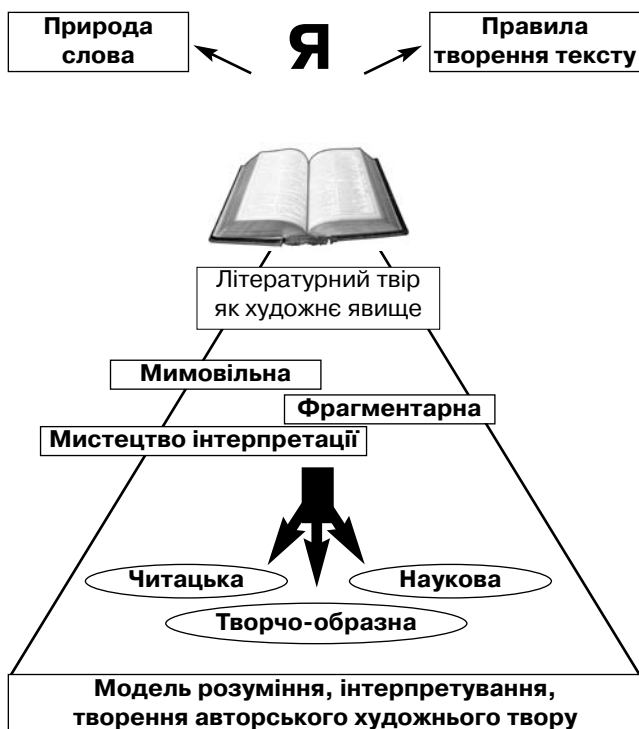 Природа
слова
Я
Правила
творення тексту
Літературний твір
як художнє явище
Мимовільна
Фрагментарна
Мистецтво інтерпретації
Читацька
Наукова
Творчо-образна
Модель розуміння, інтерпретування,
творення авторського художнього твору